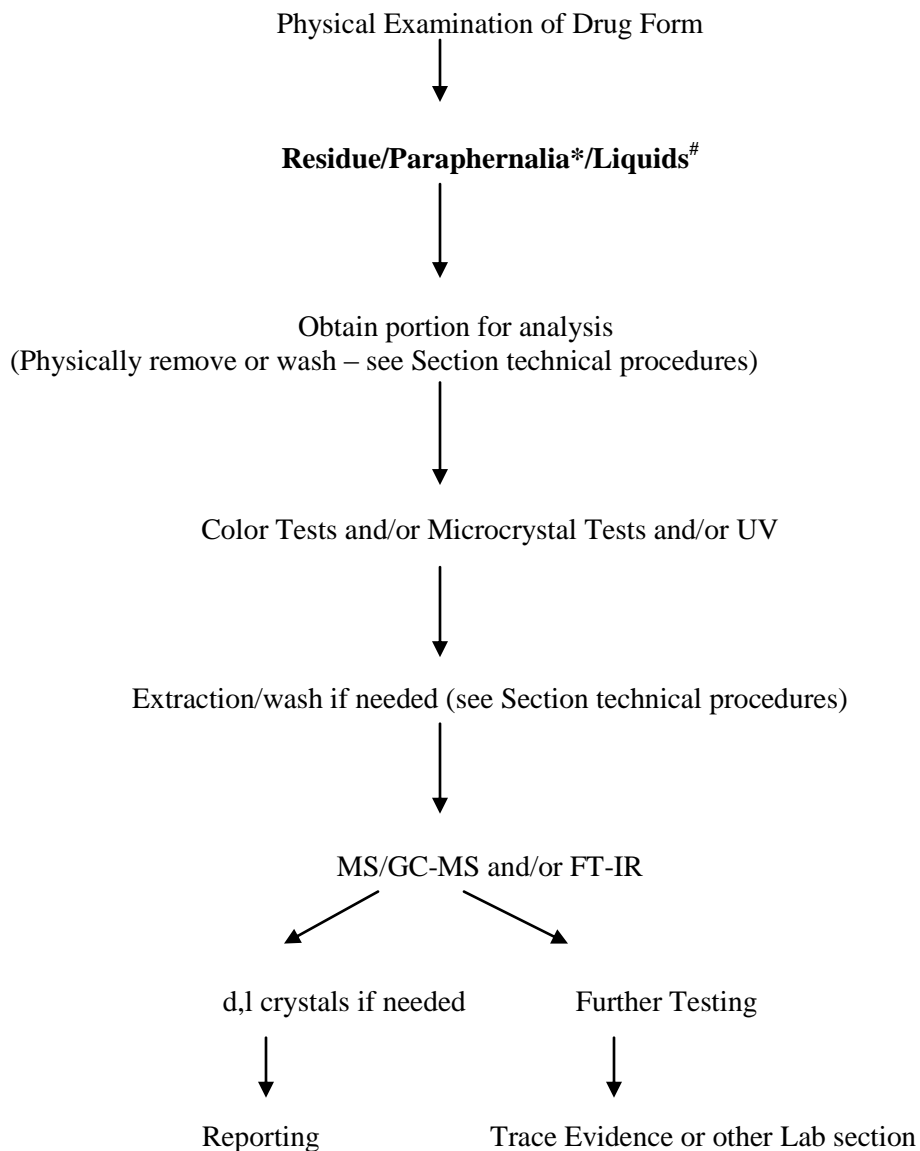 Physical Examination of Drug Form
Residue/Paraphernalia*/Liquids#
Obtain portion for analysis
(Physically remove or wash – see Section technical procedures)
Color Tests and/or Microcrystal Tests and/or UV
Extraction/wash if needed (see Section technical procedures)
MS/GC-MS and/or FT-IR
d,l crystals if needed Further Testing
Reporting Trace Evidence or other Lab section